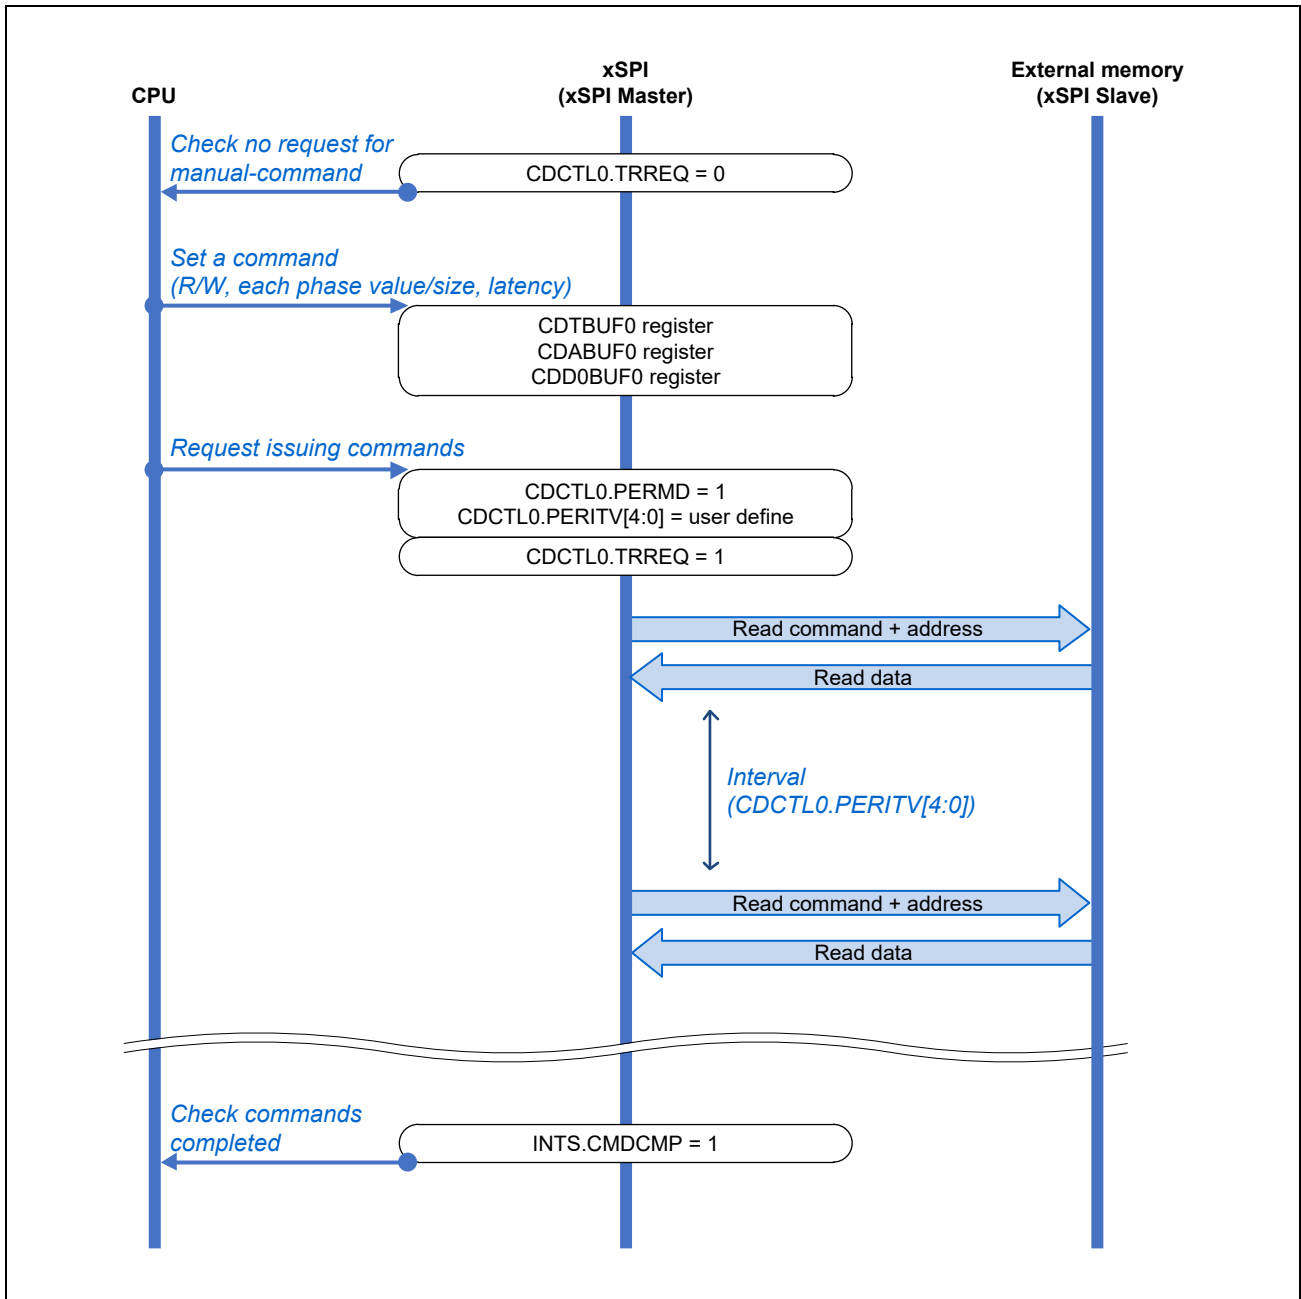 CPU
xSPI
(xSPI Master)
External memory
(xSPI Slave)
Check no request for
manual-command
CDCTL0.TRREQ = 0
Set a command
(R/W, each phase value/size, latency)
CDTBUF0 register
CDABUF0 register
CDD0BUF0 register
Request issuing commands
CDCTL0.PERMD = 1
CDCTL0.PERITV[4:0] = user define
CDCTL0.TRREQ = 1
Read command + address
Read data
Interval
(CDCTL0.PERITV[4:0])
Read command + address
Read data
Check commands
completed
INTS.CMDCMP = 1